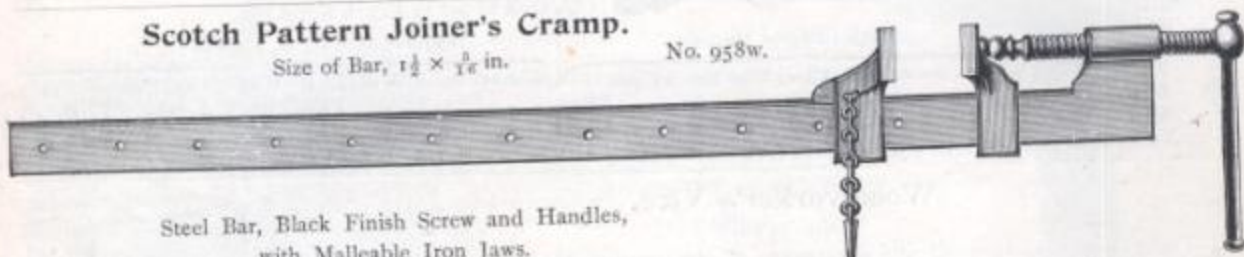 Scotch Pattern Joiner's Cramp.
Size of Bar, 1½ × 5/16 in.
No. 958w.
Steel Bar, Black Finish Screw and Handles,
with Malleable Iron Jaws.